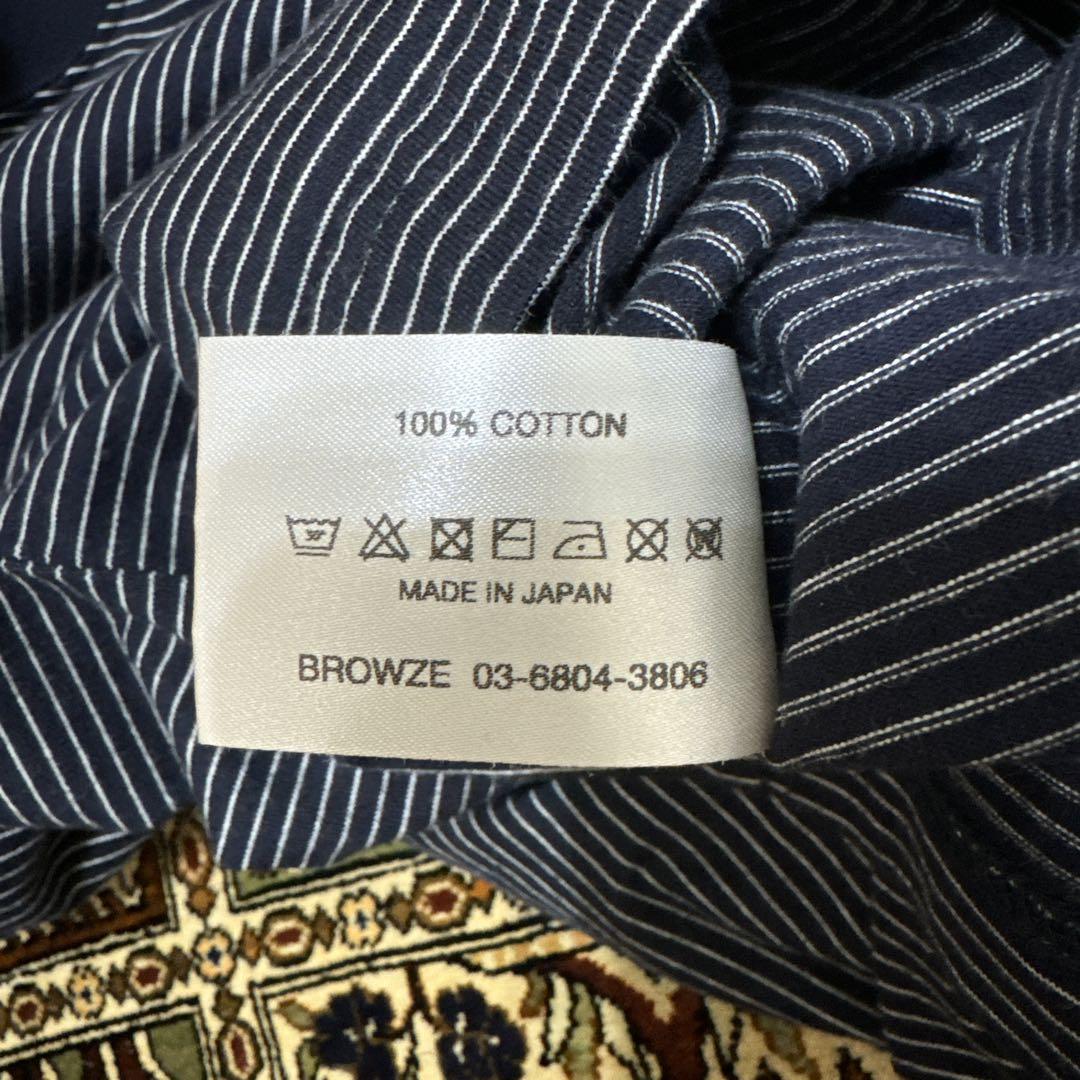 100% COTTON
MADE IN JAPAN
BROWZE 03-6804-3806